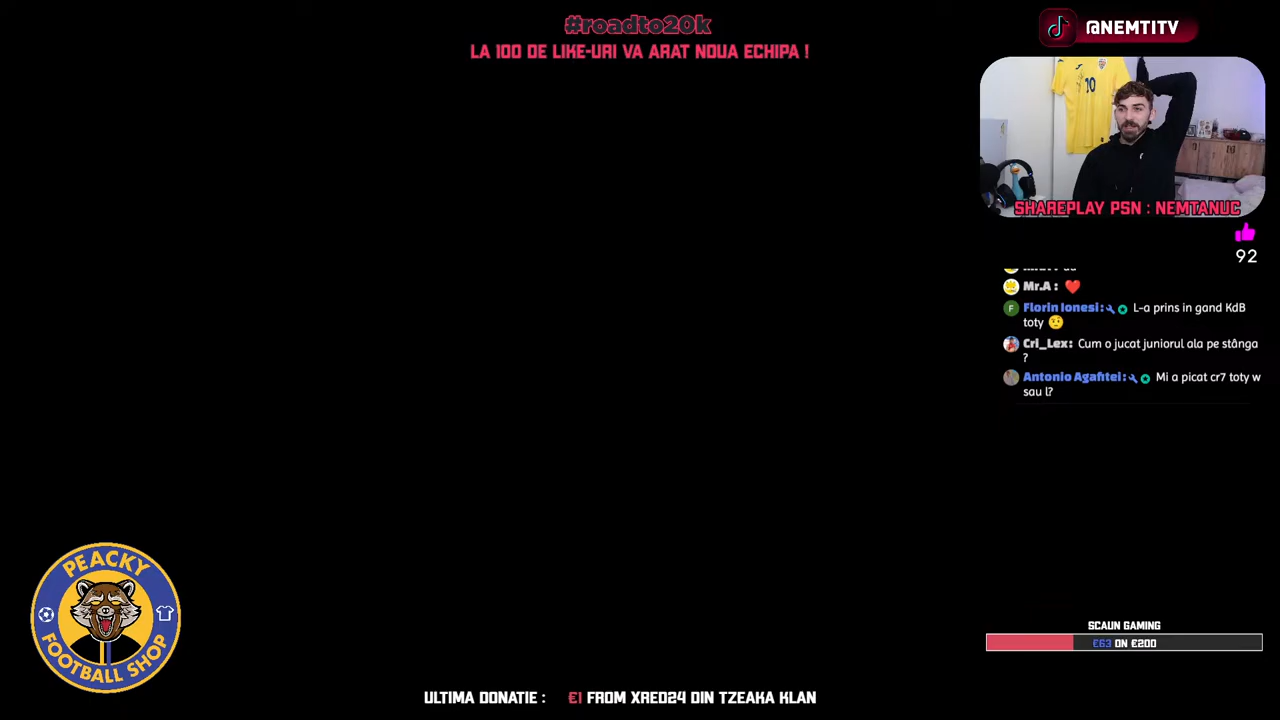 #roadto20k
LA 100 DE LIKE-URI VA ARAT NOUA ECHIPA !
@NEMTITV
10
SHAREPLAY PSN : NEMTANUC
92
Mr.A : ❤️
Florin Ionesi : L-a prins in gand KdB
toty 🤨
Cri_Lex : Cum o jucat juniorul ala pe stânga
?
Antonio Agafitei : Mi a picat cr7 toty w
sau l?
PEACKY
FOOTBALL SHOP
SCAUN GAMING
€63 ON €200
ULTIMA DONATIE : €1 FROM XRED24 DIN TZEAKA KLAN